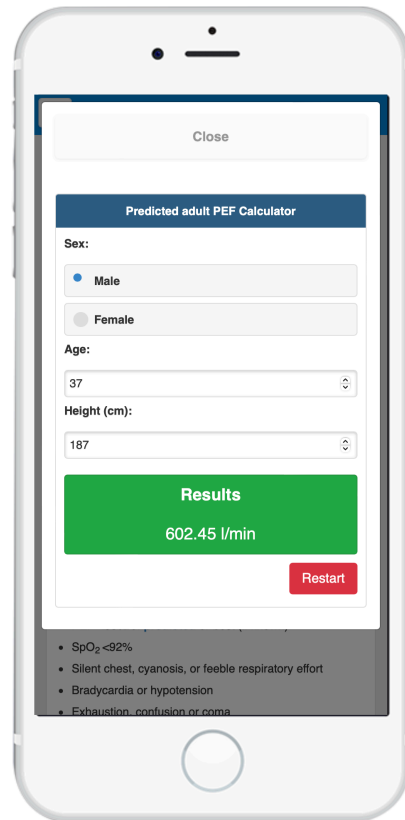 Close
Predicted adult PEF Calculator
Sex:
Male
Female
Age:
37
Height (cm):
187
Results
602.45 l/min
Restart
SpO₂ <92%
Silent chest, cyanosis, or feeble respiratory effort
Bradycardia or hypotension
Exhaustion, confusion or coma